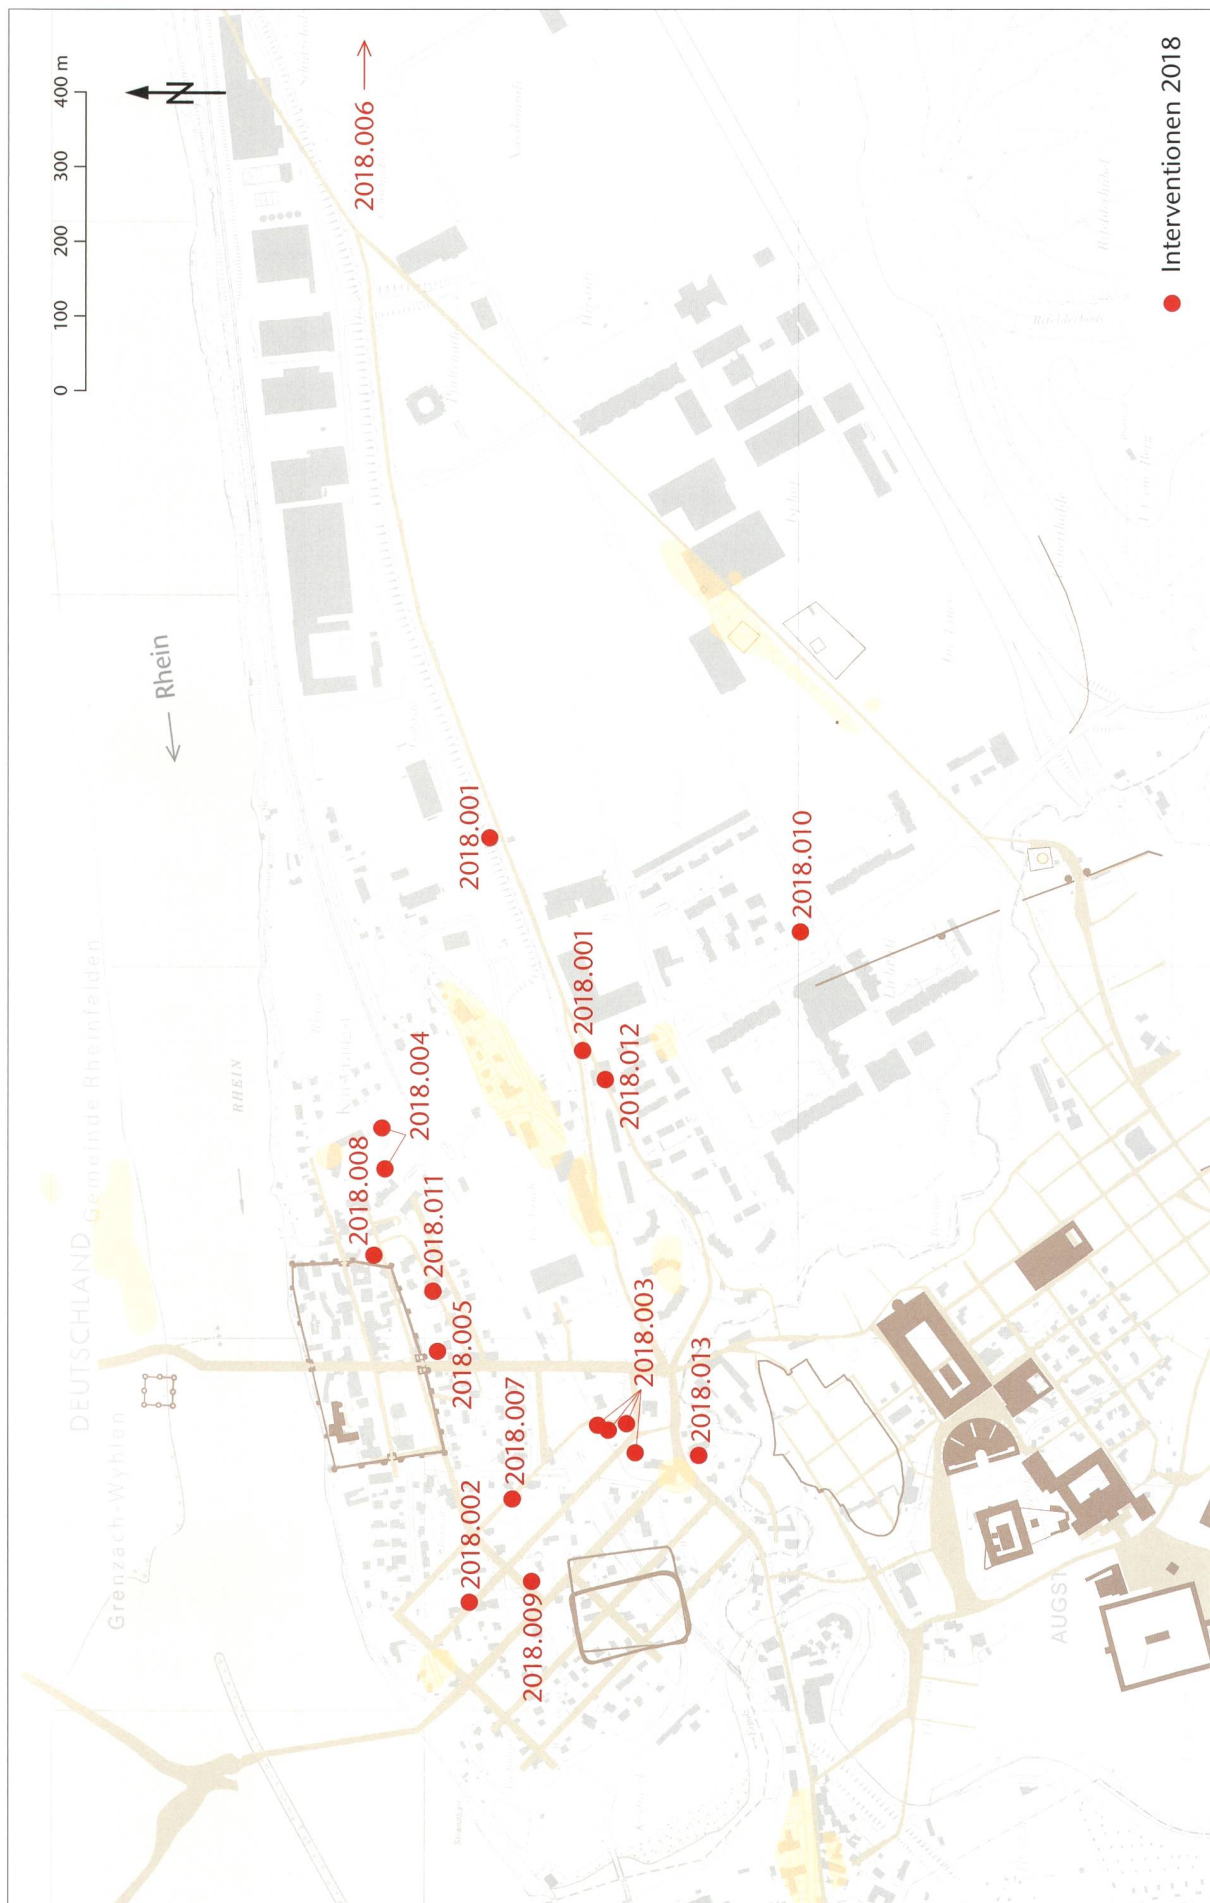 0 100 200 300 400 m
N
2018.006
← Rhein
DEUTSCHLAND Gemeinde Rheinfelden
Grenzach-Wyhlen
RHEIN
2018.001
2018.001
2018.012
2018.010
2018.004
2018.008
2018.011
2018.005
2018.003
2018.013
2018.007
2018.002
2018.009
AUGST
Interventionen 2018